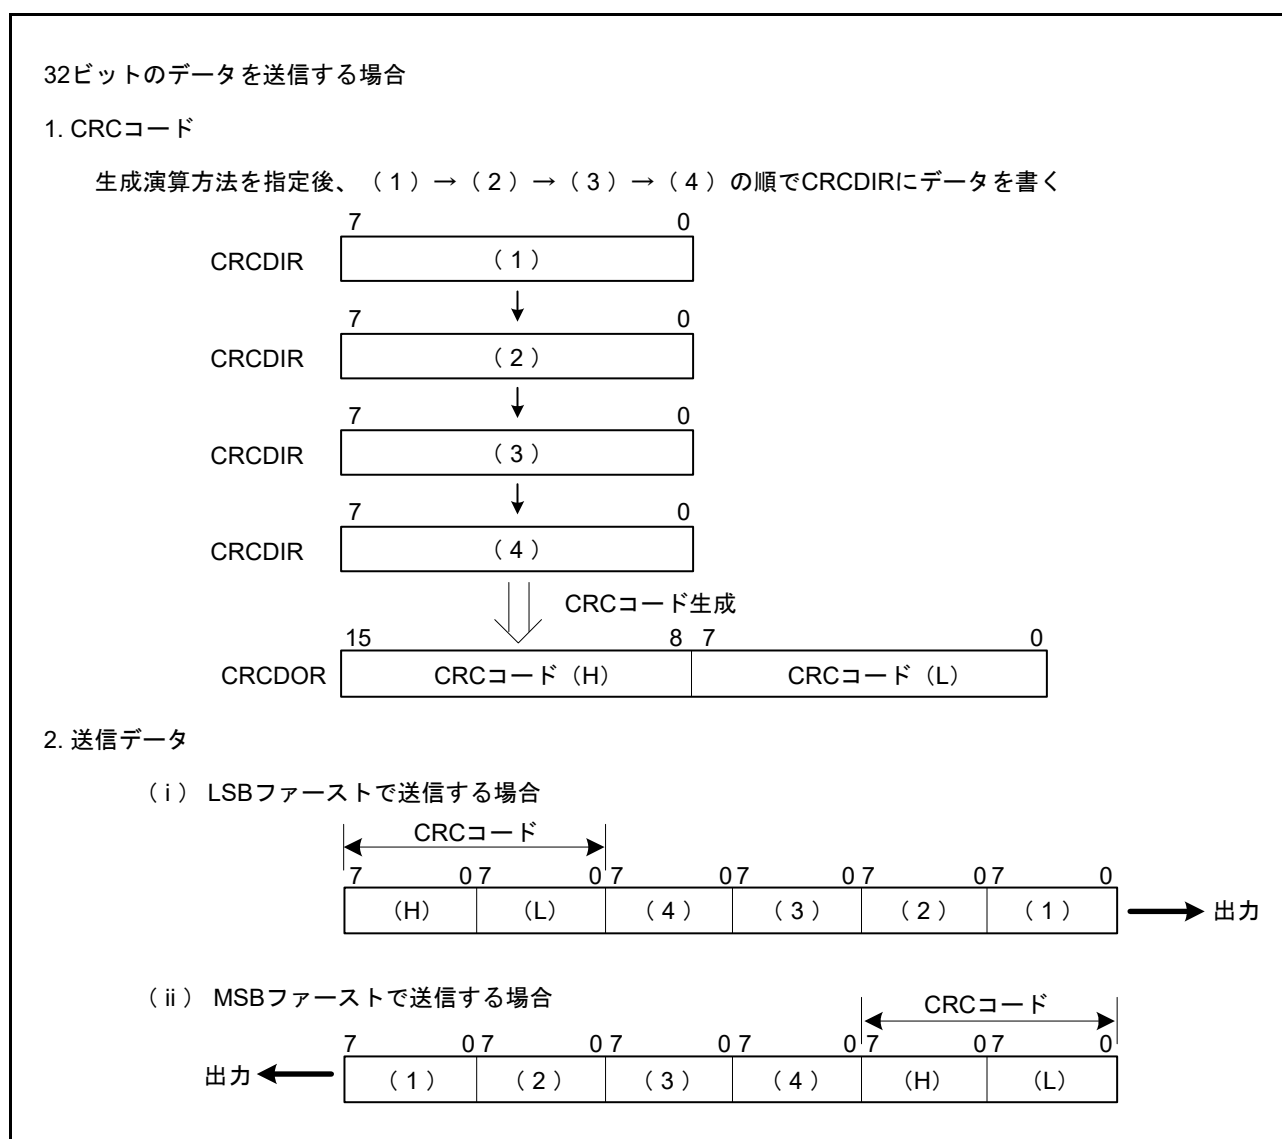 32ビットのデータを送信する場合
1. CRCコード
生成演算方法を指定後、（1）→（2）→（3）→（4）の順でCRCDIRにデータを書く
7 0
CRCDIR （1）
7 0
CRCDIR （2）
7 0
CRCDIR （3）
7 0
CRCDIR （4）
CRCコード生成
15 8 7 0
CRCDOR CRCコード（H） CRCコード（L）
2. 送信データ
（i） LSBファーストで送信する場合
CRCコード
7 0 7 0 7 0 7 0 7 0 7 0
（H） （L） （4） （3） （2） （1） 出力
（ii） MSBファーストで送信する場合
CRCコード
7 0 7 0 7 0 7 0 7 0 7 0
出力 （1） （2） （3） （4） （H） （L）